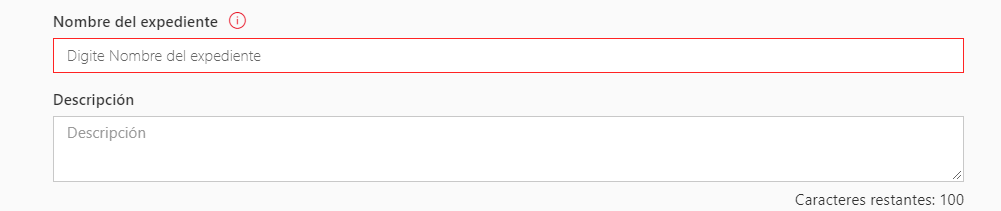 Nombre del expediente
Digite Nombre del expediente
Descripción
Descripción
Caracteres restantes: 100